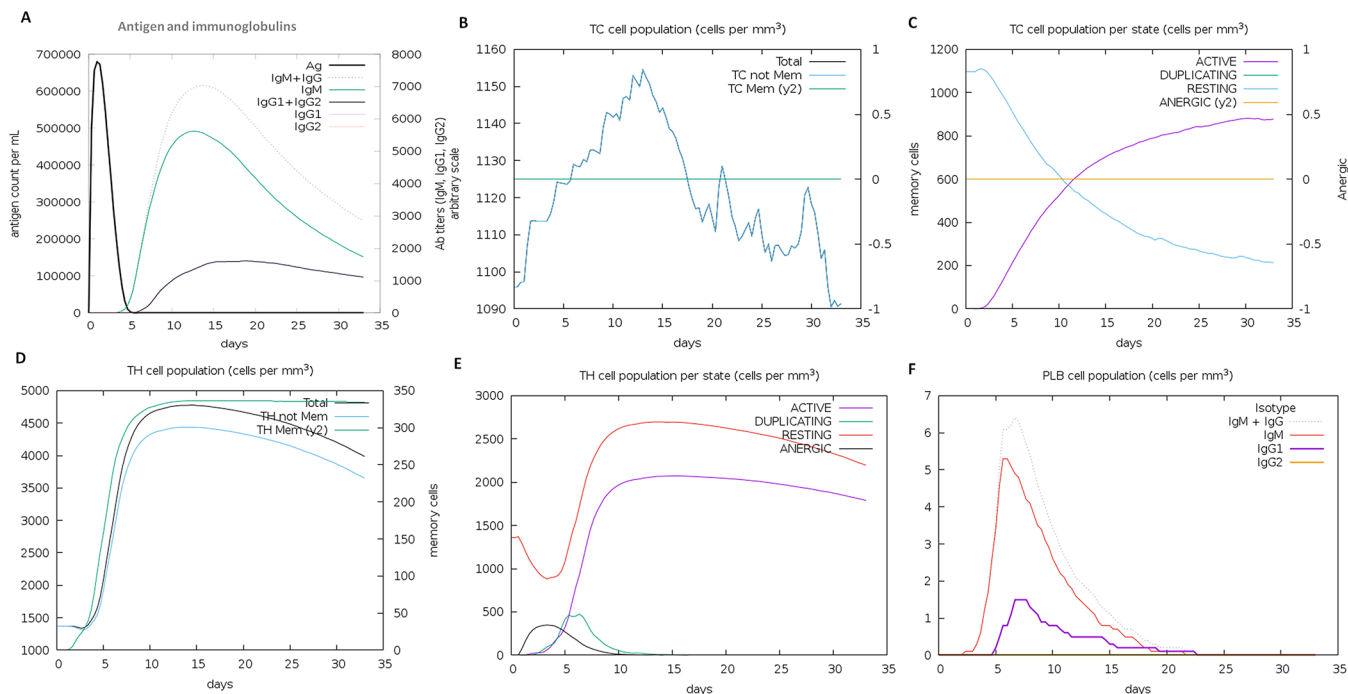 A
Antigen and immunoglobulins
antigen count per mL
700000
600000
500000
400000
300000
200000
100000
0
8000
7000
6000
5000
4000
3000
2000
1000
0
Ab titers (IgM, IgG1, IgG2)
arbitrary scale
Ag
IgM+IgG
IgM
IgG1+IgG2
IgG1
IgG2
0 5 10 15 20 25 30 35
days
B
TC cell population (cells per mm³)
1160
1150
1140
1130
1120
1110
1100
1090
1
0.5
0
-0.5
-1
Total
TC not Mem
TC Mem (y2)
0 5 10 15 20 25 30 35
days
C
TC cell population per state (cells per mm³)
memory cells
1200
1000
800
600
400
200
0
1
0.5
0
-0.5
-1
Anergic
ACTIVE
DUPLICATING
RESTING
ANERGIC (y2)
0 5 10 15 20 25 30 35
days
D
TH cell population (cells per mm³)
5000
4500
4000
3500
3000
2500
2000
1500
1000
350
300
250
200
150
100
50
0
memory cells
Total
TH not Mem
TH Mem (y2)
0 5 10 15 20 25 30 35
days
E
TH cell population per state (cells per mm³)
3000
2500
2000
1500
1000
500
0
ACTIVE
DUPLICATING
RESTING
ANERGIC
0 5 10 15 20 25 30 35
days
F
PLB cell population (cells per mm³)
7
6
5
4
3
2
1
0
Isotype
IgM + IgG
IgM
IgG1
IgG2
0 5 10 15 20 25 30 35
days